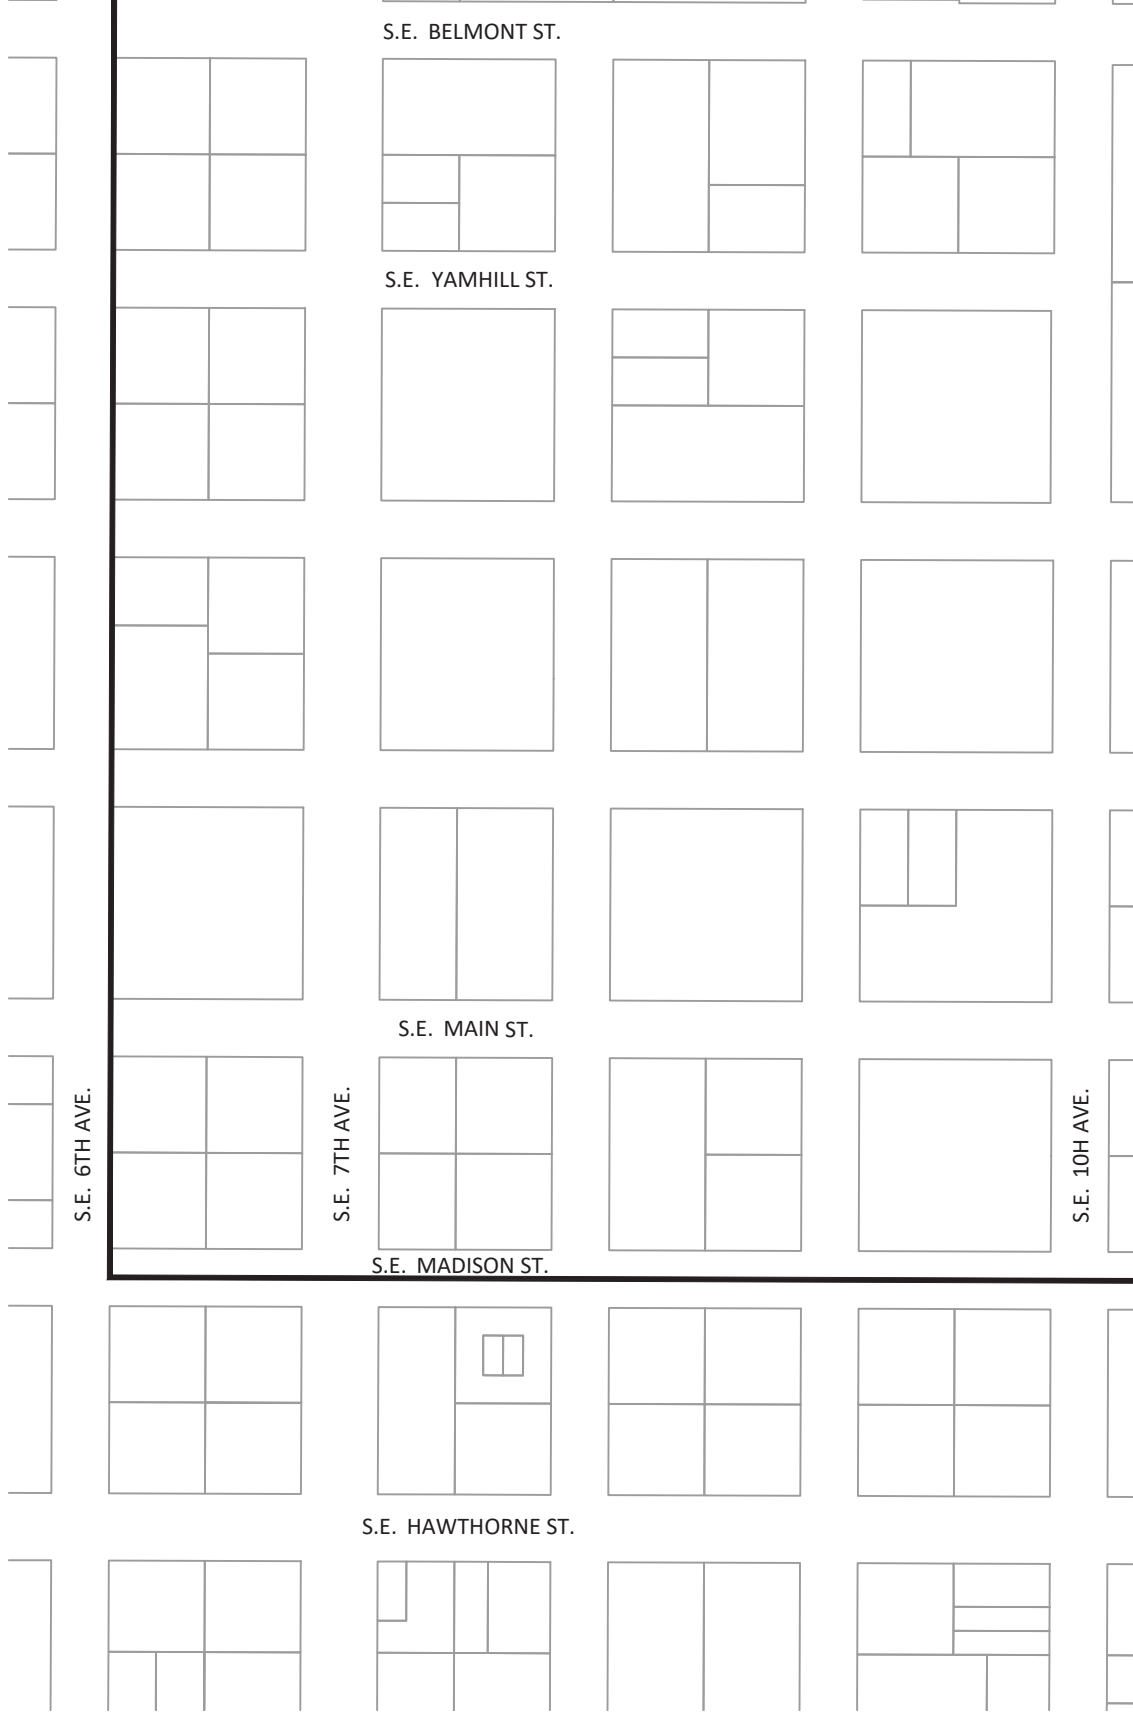 S.E. BELMONT ST.
S.E. YAMHILL ST.
S.E. MAIN ST.
S.E. 6TH AVE.
S.E. 7TH AVE.
S.E. 10H AVE.
S.E. MADISON ST.
S.E. HAWTHORNE ST.